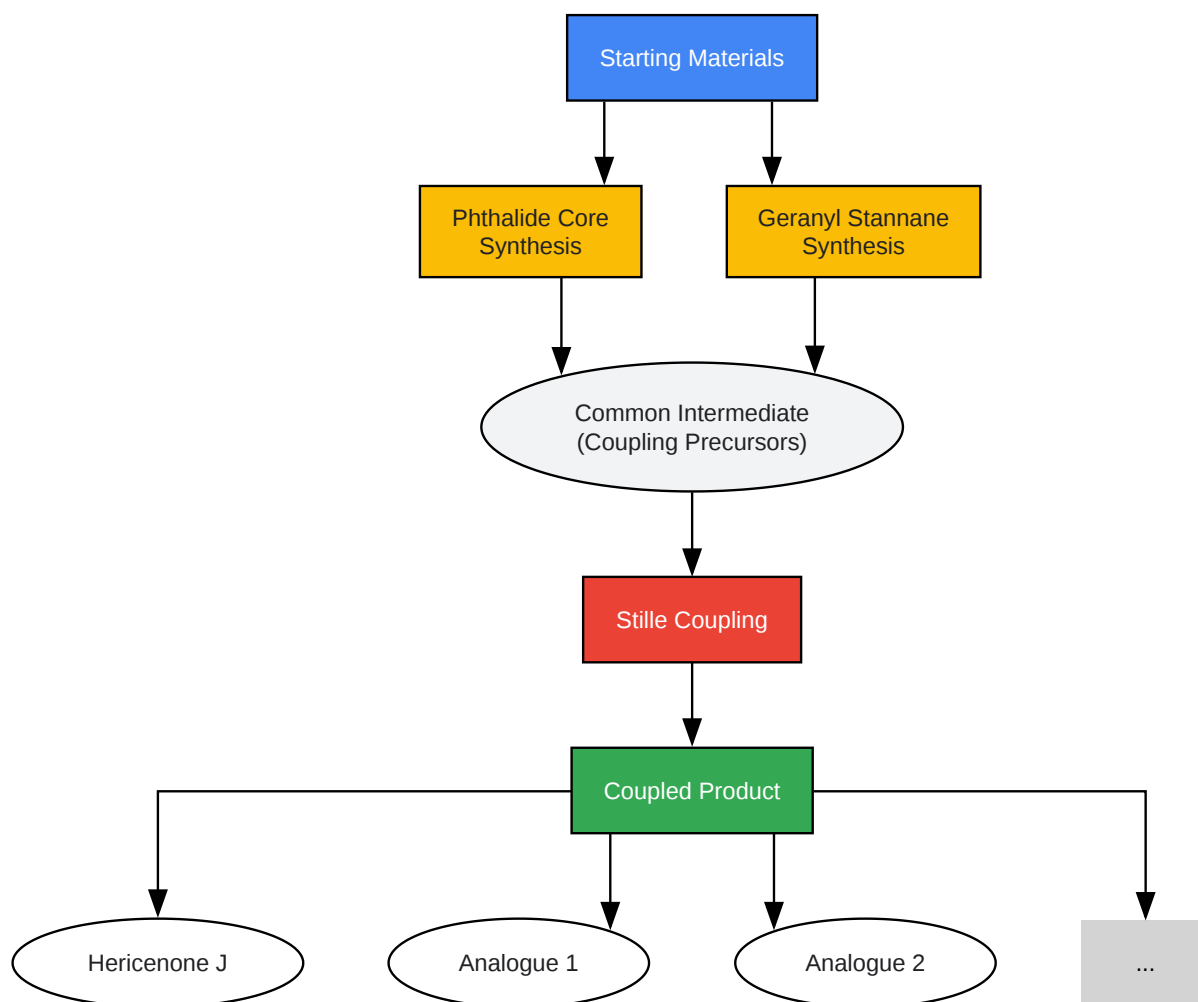 Starting Materials
Phthalide Core
Synthesis
Geranyl Stannane
Synthesis
Common Intermediate
(Coupling Precursors)
Stille Coupling
Coupled Product
Hericenone J
Analogue 1
Analogue 2
...